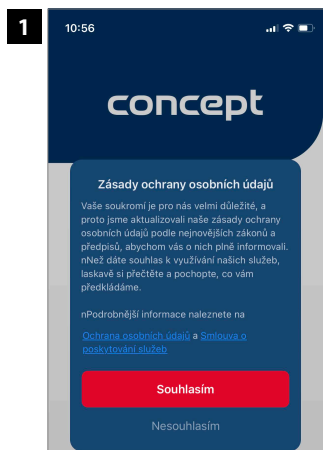 1
10:56
concept
Zásady ochrany osobních údajů
Vaše soukromí je pro nás velmi důležité, a
proto jsme aktualizovali naše zásady ochrany
osobních údajů podle nejnovějších zákonů a
předpisů, abychom vás o nich plně informovali.
nNež dáte souhlas k využívání našich služeb,
laskavě si přečtěte a pochopte, co vám
předkládáme.
nPodrobnější informace naleznete na
Ochrana osobních údajů a Smlouva o
poskytování služeb
Souhlasím
Nesouhlasím